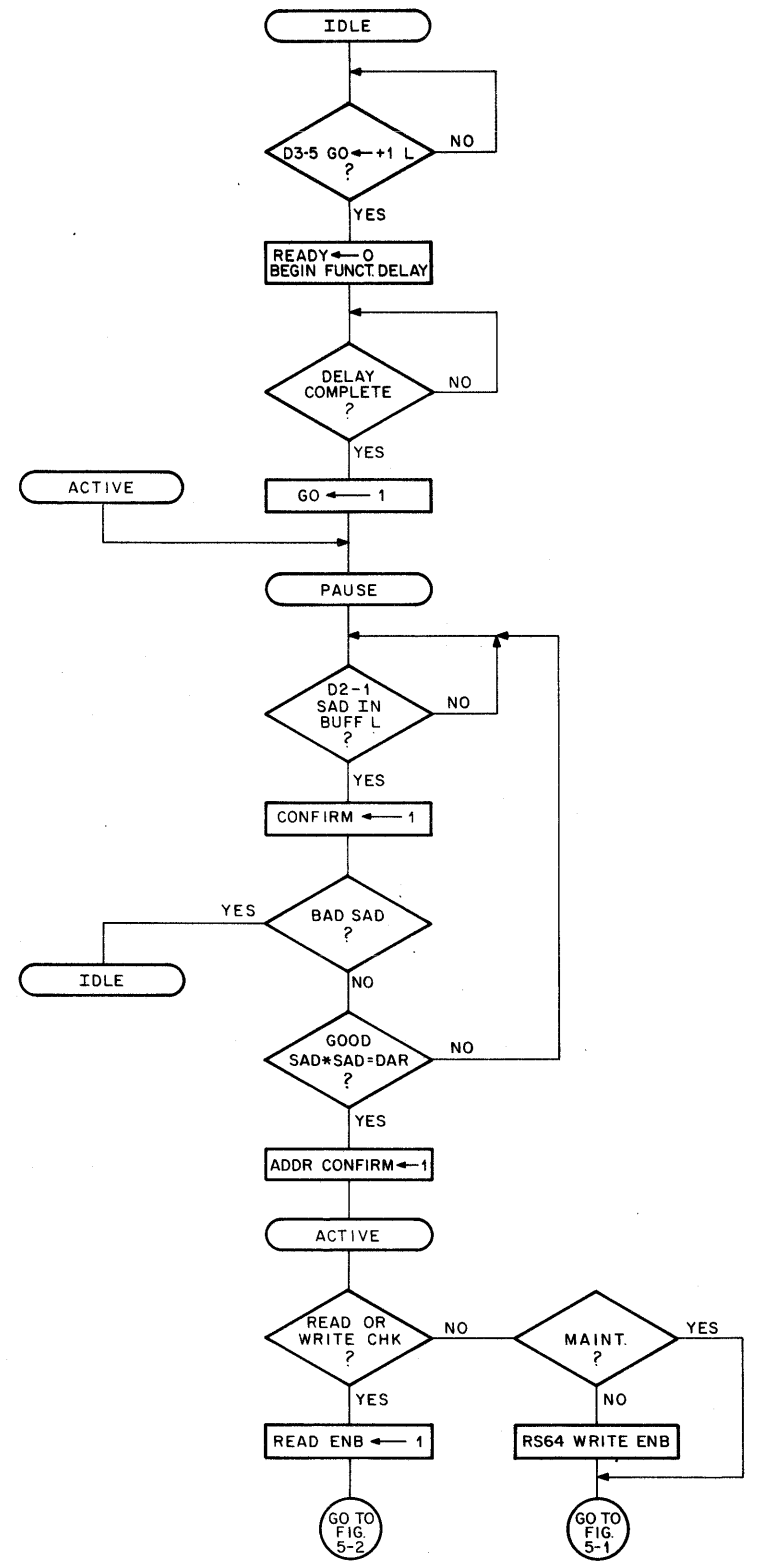 IDLE
D3-5 GO←+1 L
?
NO
YES
READY←0
BEGIN FUNCT. DELAY
DELAY
COMPLETE
?
NO
YES
ACTIVE
GO ← 1
PAUSE
D2-1
SAD IN
BUFF L
?
NO
YES
CONFIRM ← 1
YES
BAD SAD
?
IDLE
NO
GOOD
SAD*SAD=DAR
?
NO
YES
ADDR CONFIRM←1
ACTIVE
READ OR
WRITE CHK
?
NO
MAINT.
?
YES
YES
NO
READ ENB ← 1
RS64 WRITE ENB
GO TO
FIG.
5-2
GO TO
FIG.
5-1